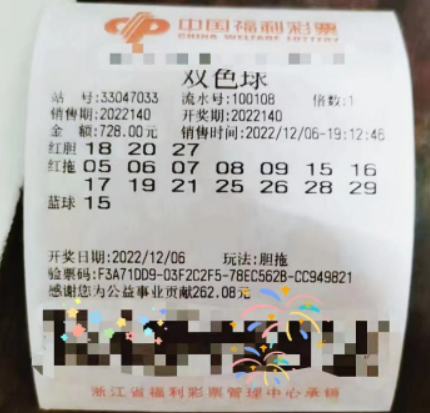 中国福利彩票
CHINA WELFARE LOTTERY
双色球
站 号:33047033 流水号:100108 倍数:1
销售期:2022140 开奖期:2022140
金 额:728.00元 销售时间:2022/12/06-19:12:46
红胆 18 20 27
红拖 05 06 07 08 09 15 16
17 19 21 25 26 28 29
蓝球 15
开奖日期:2022/12/06 玩法:胆拖
验票码:F3A71DD9-03F2C2F5-78EC562B-CC949821
感谢您为公益事业贡献262.08元
浙江省福利彩票管理中心承销